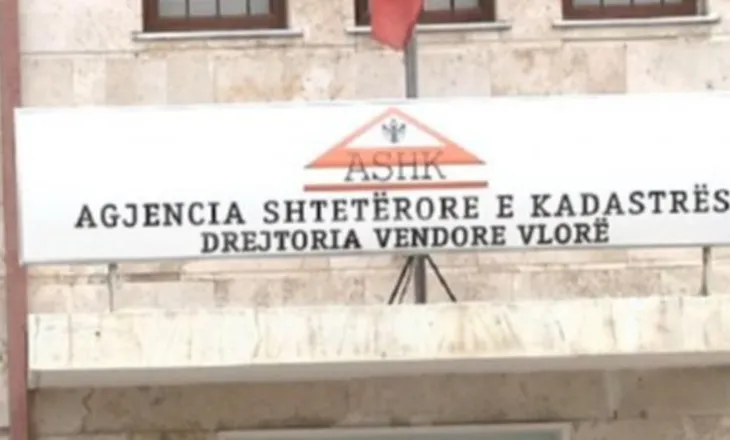 ASHK
AGJENCIA SHTETËRORE E KADASTRËS
DREJTORIA VENDORE VLORË